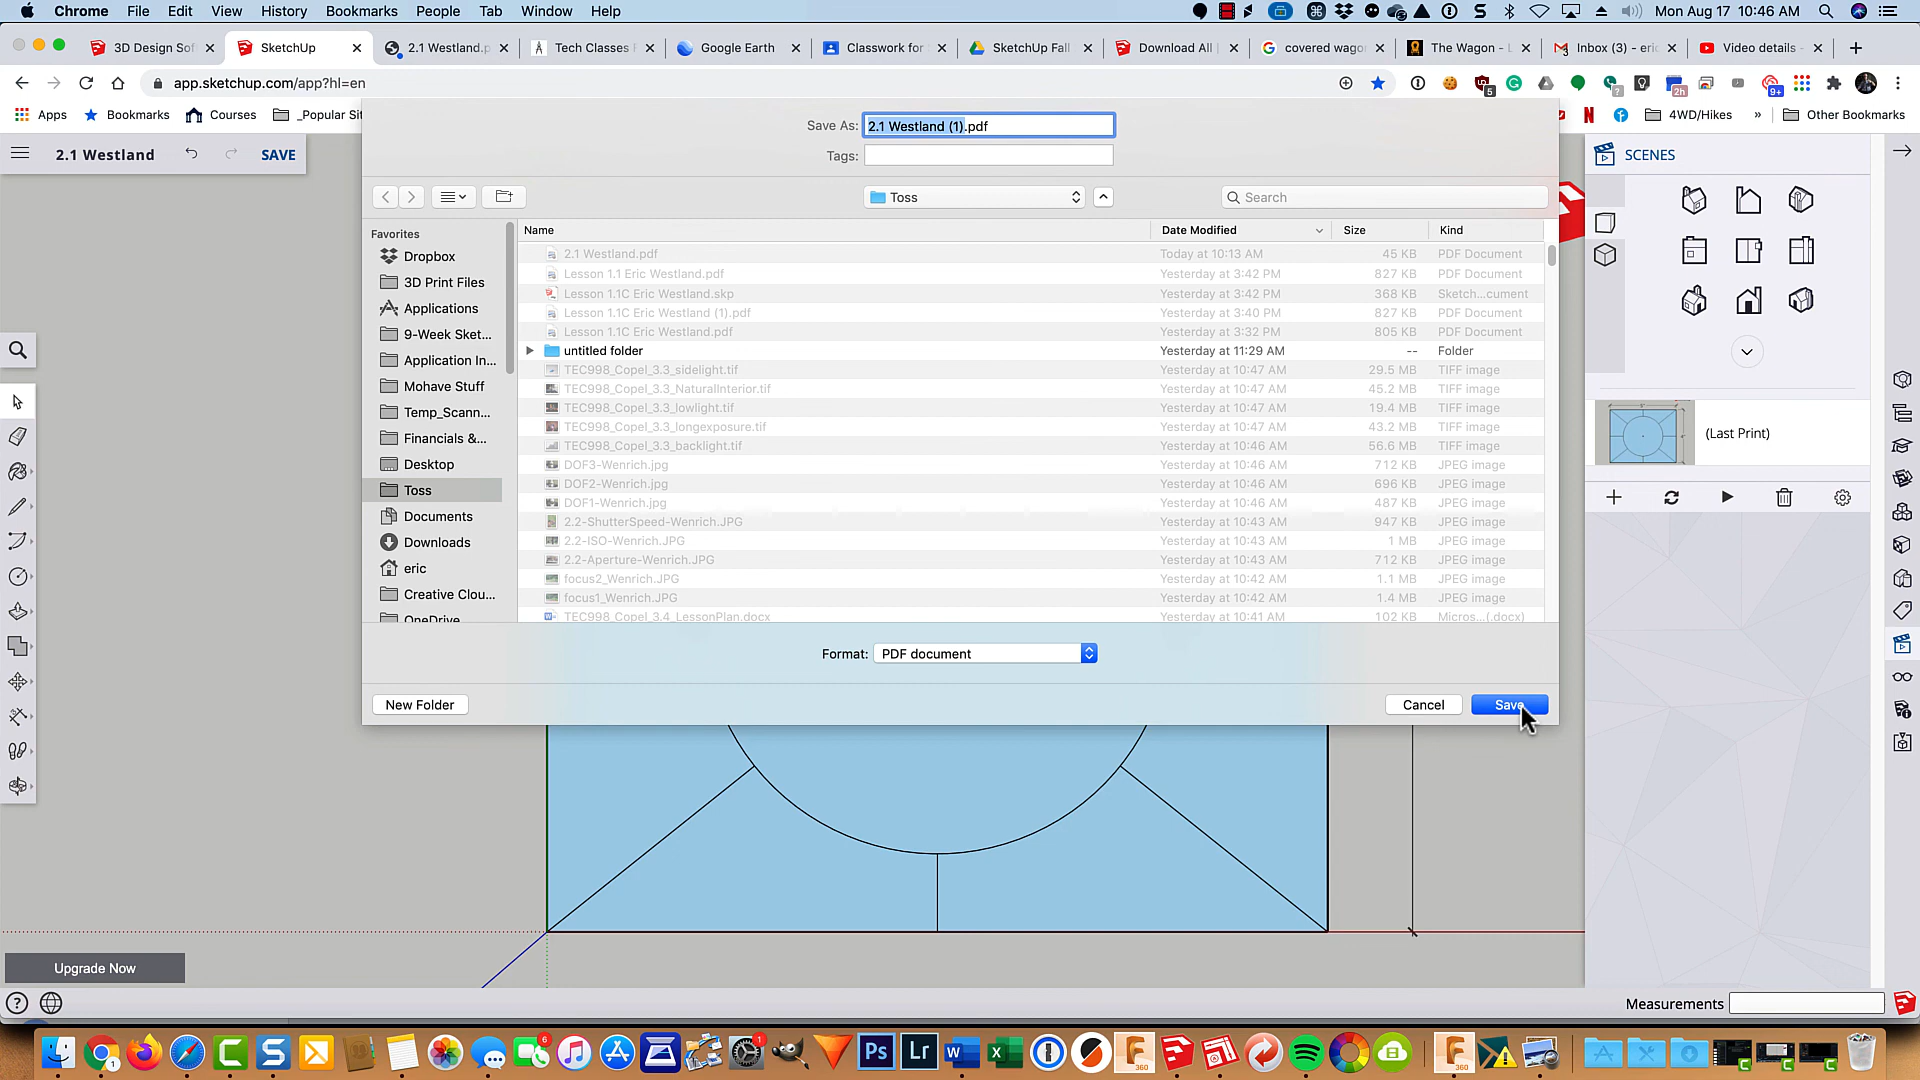 Chrome File Edit View History Bookmarks People Tab Window Help Mon Aug 17 10:46 AM
3D Design Sof SketchUp 2.1 Westland.p Tech Classes Google Earth Classwork for SketchUp Fall Download All covered wago The Wagon - L Inbox (3) - eri Video details -
app.sketchup.com/app?hl=en
5 ? 2h 9+
Apps Bookmarks Courses _Popular Si 4WD/Hikes » Other Bookmarks
Save As: 2.1 Westland (1).pdf
2.1 Westland SAVE
Tags:
SCENES
Toss
Search
Favorites
Name Date Modified Size Kind
Dropbox
3D Print Files
Applications
9-Week Sket...
Application In...
Mohave Stuff
Temp_Scann...
Financials &...
Desktop
Toss
Documents
Downloads
eric
Creative Clou...
OneDrive
2.1 Westland.pdf Today at 10:13 AM 45 KB PDF Document
Lesson 1.1 Eric Westland.pdf Yesterday at 3:42 PM 827 KB PDF Document
Lesson 1.1C Eric Westland.skp Yesterday at 3:42 PM 368 KB Sketch...cument
Lesson 1.1C Eric Westland (1).pdf Yesterday at 3:40 PM 827 KB PDF Document
Lesson 1.1C Eric Westland.pdf Yesterday at 3:32 PM 805 KB PDF Document
untitled folder Yesterday at 11:29 AM -- Folder
TEC998_Copel_3.3_sidelight.tif Yesterday at 10:47 AM 29.5 MB TIFF image
TEC998_Copel_3.3_NaturalInterior.tif Yesterday at 10:47 AM 45.2 MB TIFF image
TEC998_Copel_3.3_lowlight.tif Yesterday at 10:47 AM 19.4 MB TIFF image
TEC998_Copel_3.3_longexposure.tif Yesterday at 10:46 AM 43.2 MB TIFF image
TEC998_Copel_3.3_backlight.tif Yesterday at 10:46 AM 56.6 MB TIFF image
DOF3-Wenrich.jpg Yesterday at 10:46 AM 712 KB JPEG image
DOF2-Wenrich.jpg Yesterday at 10:46 AM 696 KB JPEG image
DOF1-Wenrich.jpg Yesterday at 10:46 AM 487 KB JPEG image
2.2-ShutterSpeed-Wenrich.JPG Yesterday at 10:43 AM 947 KB JPEG image
2.2-ISO-Wenrich.JPG Yesterday at 10:43 AM 1 MB JPEG image
2.2-Aperture-Wenrich.JPG Yesterday at 10:43 AM 712 KB JPEG image
focus2_Wenrich.JPG Yesterday at 10:42 AM 1.1 MB JPEG image
focus1_Wenrich.JPG Yesterday at 10:42 AM 1.4 MB JPEG image
TEC998_Copel_3.4_LessonPlan.docx Yesterday at 10:41 AM 102 KB Micros...(.docx)
(Last Print)
Format: PDF document
New Folder Cancel Save
Upgrade Now
Measurements
6 1 Ps Lr W X F 360 F 360